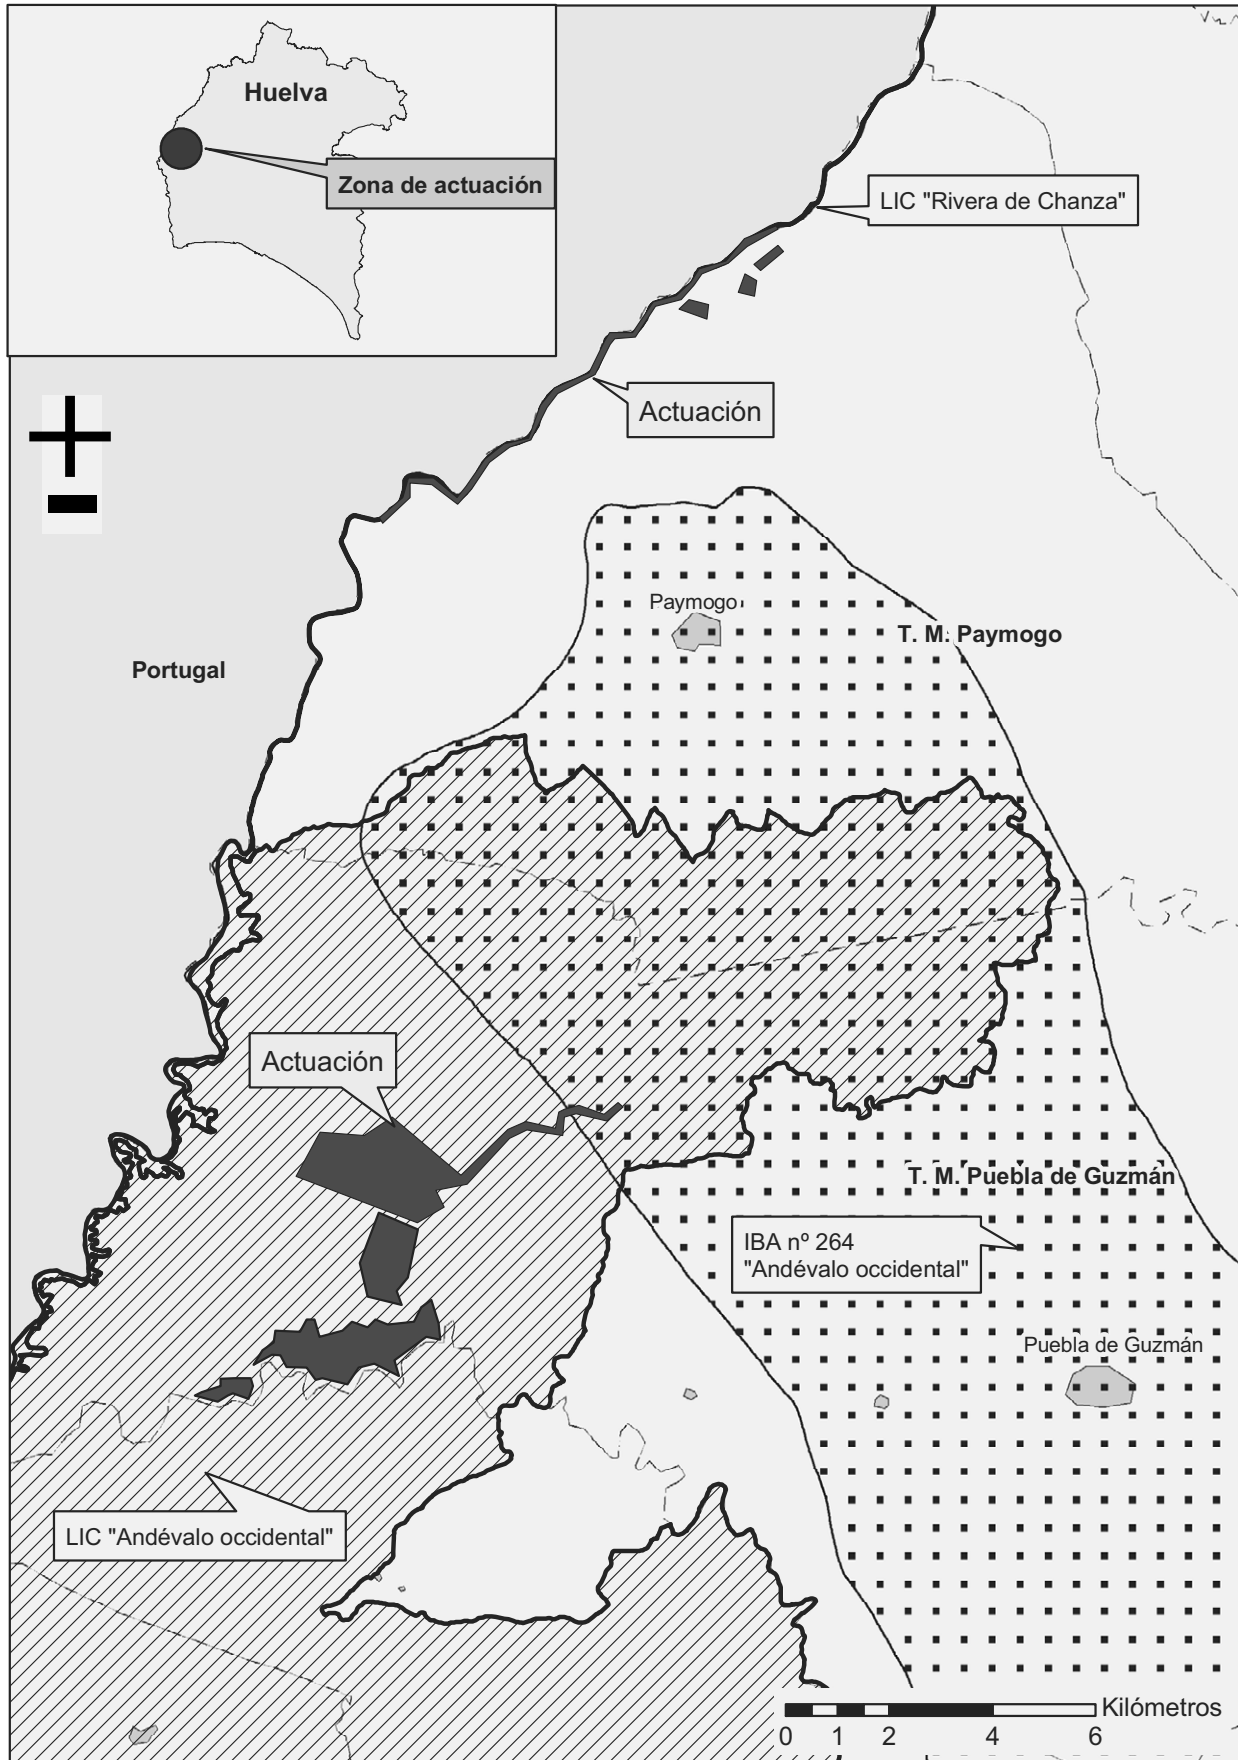 Huelva
Zona de actuación
LIC "Rivera de Chanza"
Actuación
Paymogo
T. M. Paymogo
Portugal
Actuación
T. M. Puebla de Guzmán
IBA nº 264
"Andévalo occidental"
Puebla de Guzmán
LIC "Andévalo occidental"
Kilómetros
0 1 2 4 6